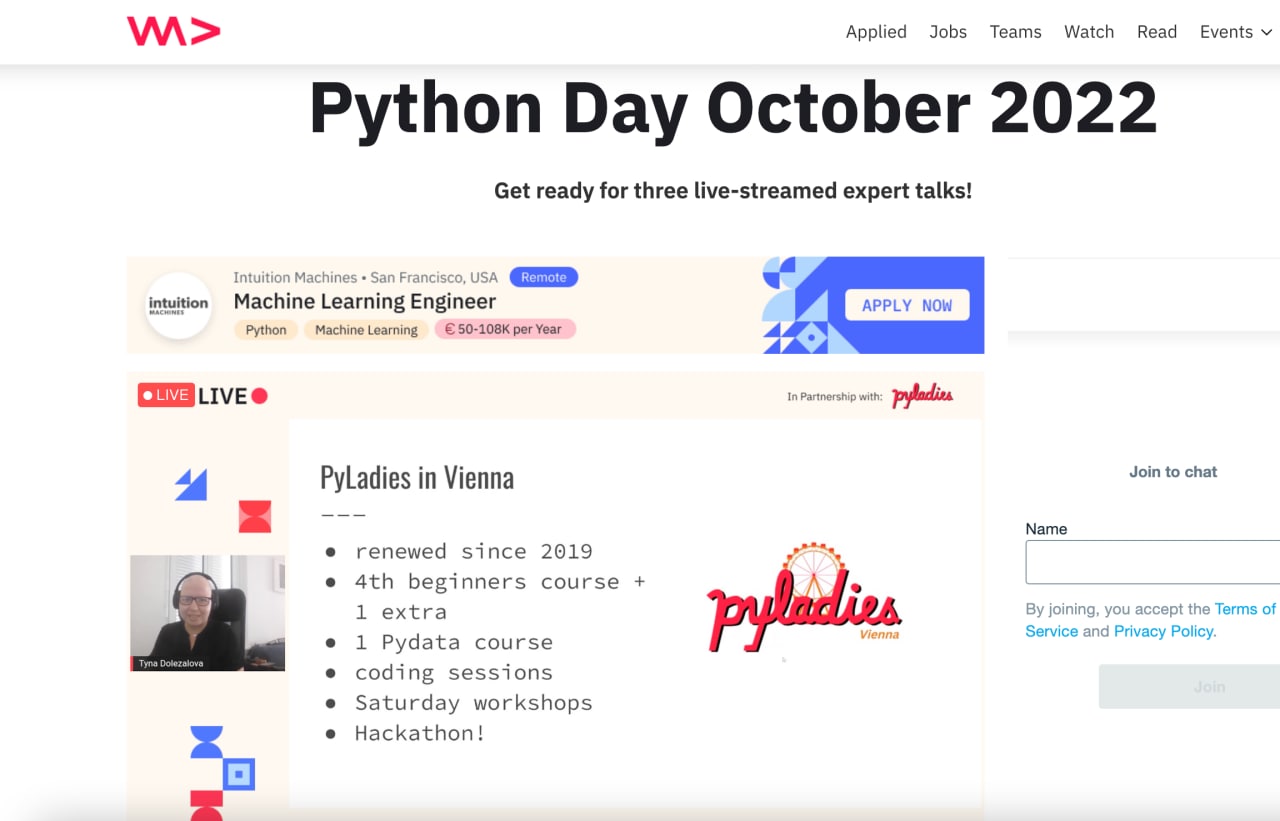 WA>
Applied Jobs Teams Watch Read Events
Python Day October 2022
Get ready for three live-streamed expert talks!
intuition
MACHINES
Intuition Machines • San Francisco, USA Remote
Machine Learning Engineer
Python Machine Learning € 50-108K per Year
APPLY NOW
LIVE LIVE
In Partnership with: pyladies
PyLadies in Vienna
---
● renewed since 2019
● 4th beginners course +
1 extra
● 1 Pydata course
● coding sessions
● Saturday workshops
● Hackathon!
pyladies
Vienna
Tyna Dolezalova
Join to chat
Name
By joining, you accept the Terms of
Service and Privacy Policy.
Join